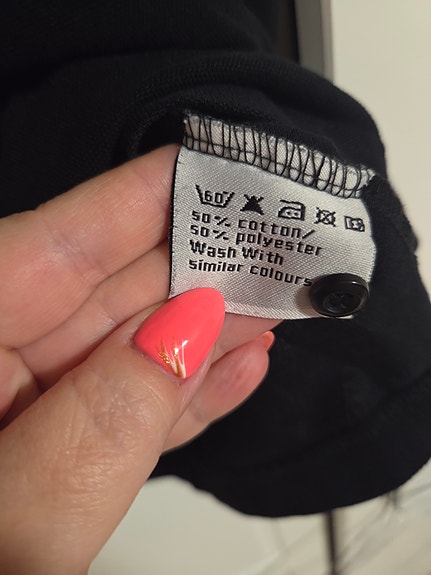 60
50% cotton/
50% polyester
Wash With
similar colours